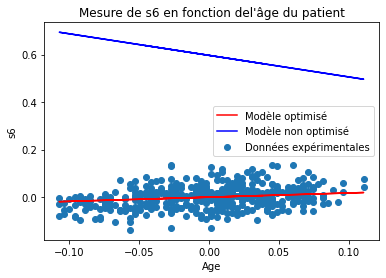 Mesure de s6 en fonction del'âge du patient
s6
0.6
0.4
0.2
0.0
Modèle optimisé
Modèle non optimisé
Données expérimentales
−0.10
−0.05
0.00
0.05
0.10
Age